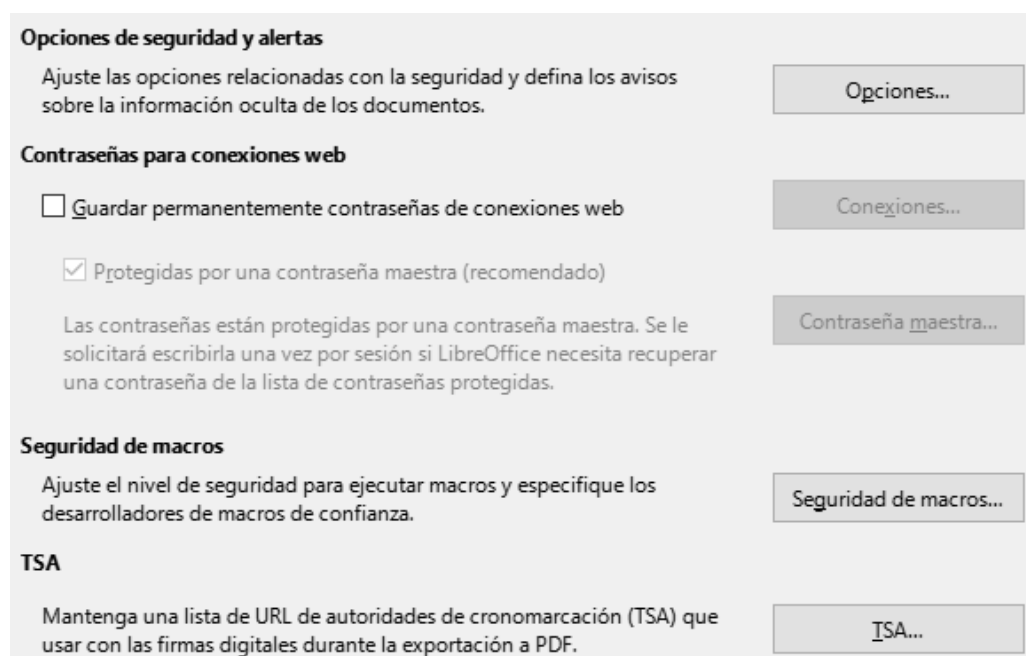 Opciones de seguridad y alertas
Ajuste las opciones relacionadas con la seguridad y defina los avisos
sobre la información oculta de los documentos.
Opciones...
Contraseñas para conexiones web
Guardar permanentemente contraseñas de conexiones web
Conexiones...
Protegidas por una contraseña maestra (recomendado)
Las contraseñas están protegidas por una contraseña maestra. Se le
solicitará escribirla una vez por sesión si LibreOffice necesita recuperar
una contraseña de la lista de contraseñas protegidas.
Contraseña maestra...
Seguridad de macros
Ajuste el nivel de seguridad para ejecutar macros y especifique los
desarrolladores de macros de confianza.
Seguridad de macros...
TSA
Mantenga una lista de URL de autoridades de cronomarcación (TSA) que
usar con las firmas digitales durante la exportación a PDF.
TSA...